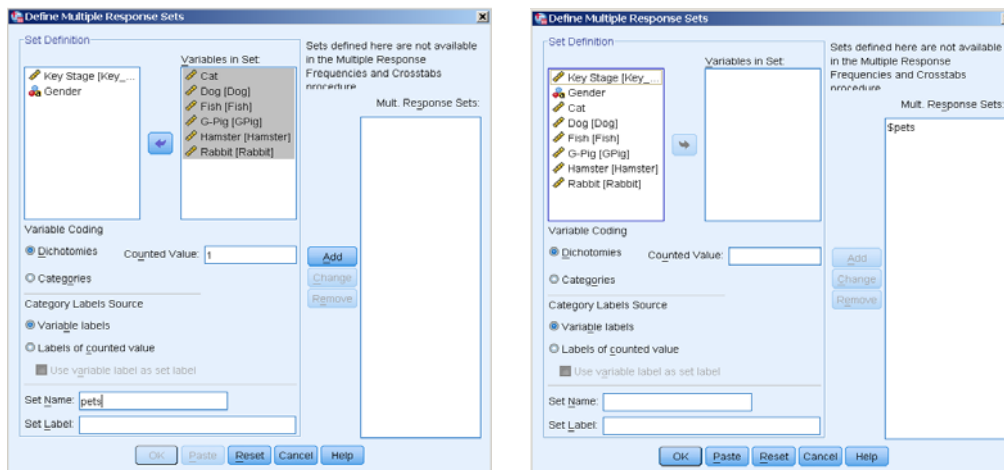 Define Multiple Response Sets
Set Definition
Variables in Set:
Key Stage [Key_...
Gender
Cat
Dog [Dog]
Fish [Fish]
G-Pig [GPig]
Hamster [Hamster]
Rabbit [Rabbit]
Sets defined here are not available
in the Multiple Response
Frequencies and Crosstabs
procedure
Mult. Response Sets:
Variable Coding
Dichotomies
Counted Value: 1
Categories
Category Labels Source
Variable labels
Labels of counted value
Use variable label as set label
Set Name: pets
Set Label:
Add
Change
Remove
OK Paste Reset Cancel Help
Define Multiple Response Sets
Set Definition
Variables in Set:
Key Stage [Key_...
Gender
Cat
Dog [Dog]
Fish [Fish]
G-Pig [GPig]
Hamster [Hamster]
Rabbit [Rabbit]
Sets defined here are not available
in the Multiple Response
Frequencies and Crosstabs
procedure
Mult. Response Sets:
$pets
Variable Coding
Dichotomies
Counted Value:
Categories
Category Labels Source
Variable labels
Labels of counted value
Use variable label as set label
Set Name:
Set Label:
Add
Change
Remove
OK Paste Reset Cancel Help